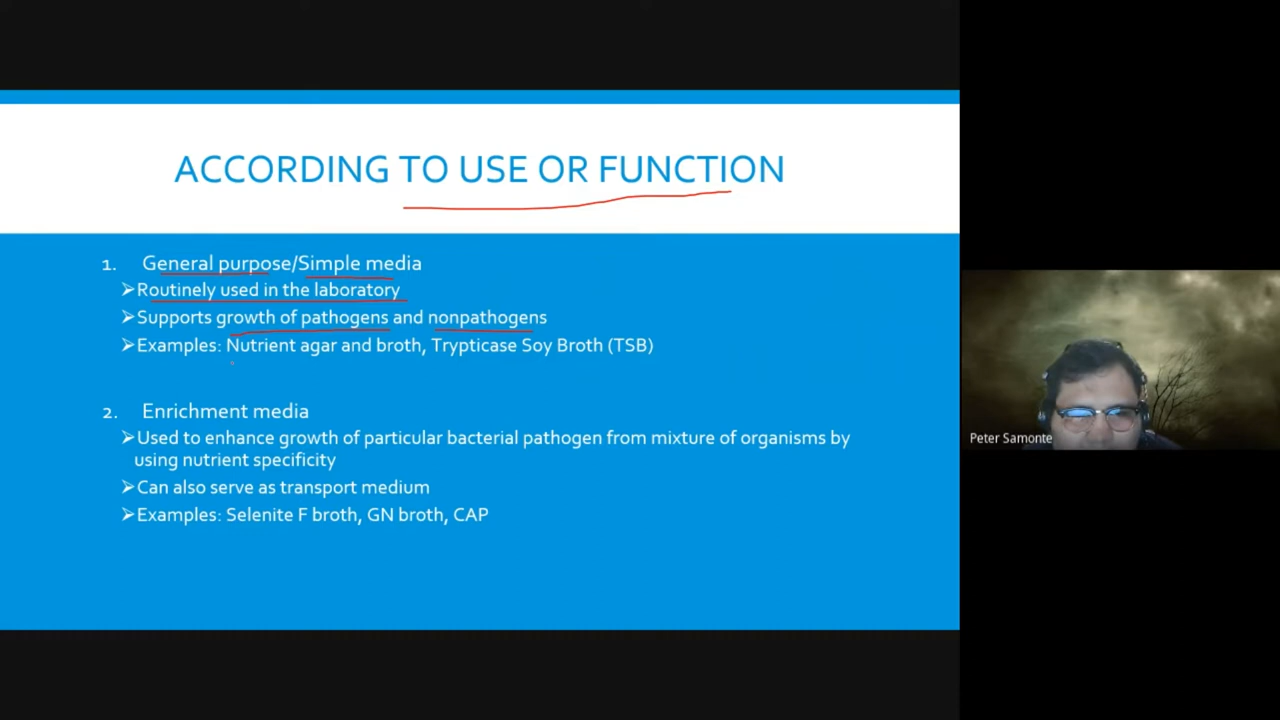 ACCORDING TO USE OR FUNCTION
1. General purpose/Simple media
➢Routinely used in the laboratory
➢Supports growth of pathogens and nonpathogens
➢Examples: Nutrient agar and broth, Trypticase Soy Broth (TSB)
2. Enrichment media
➢Used to enhance growth of particular bacterial pathogen from mixture of organisms by
using nutrient specificity
➢Can also serve as transport medium
➢Examples: Selenite F broth, GN broth, CAP
Peter Samonte